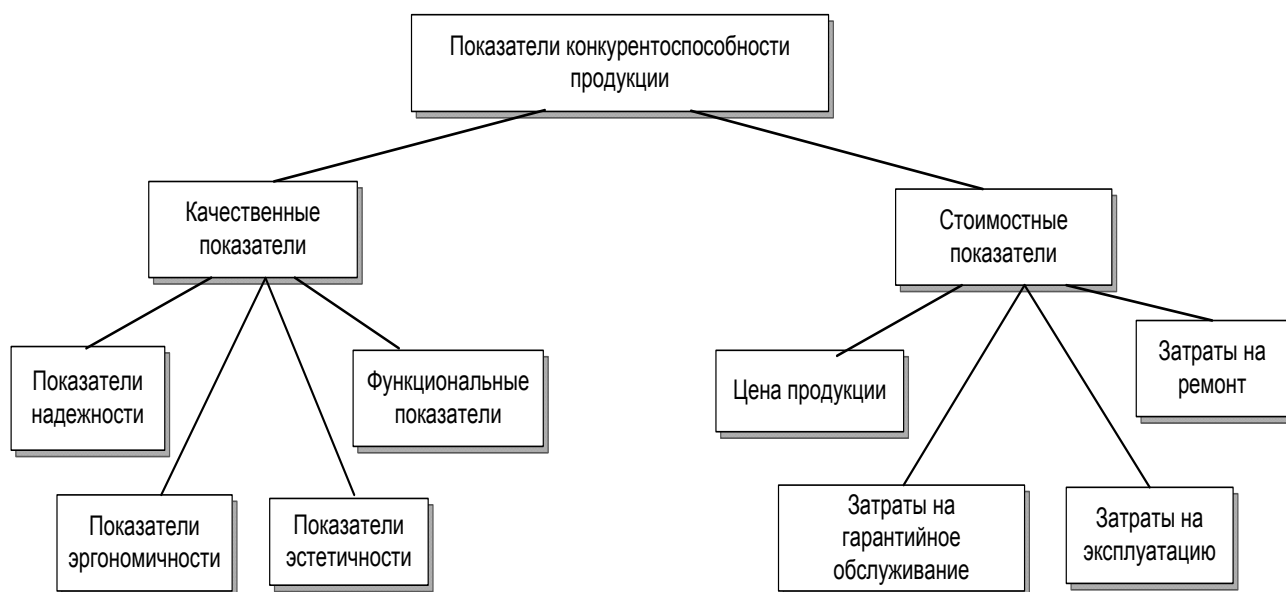 Показатели конкурентоспособности
продукции
Качественные
показатели
Стоимостные
показатели
Показатели
надежности
Функциональные
показатели
Цена продукции
Затраты на
ремонт
Показатели
эргономичности
Показатели
эстетичности
Затраты на
гарантийное
обслуживание
Затраты на
эксплуатацию